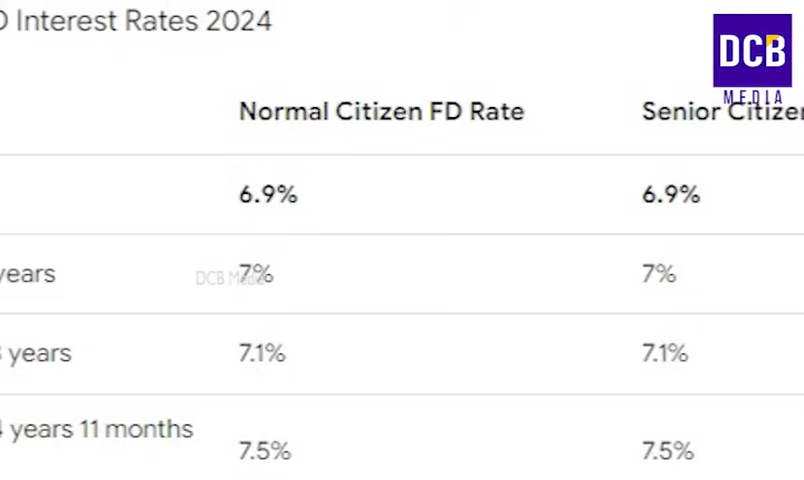 Interest Rates 2024
DCB
MEDIA
Normal Citizen FD Rate Senior
6.9% 6.9%
years 7% 7%
DCB Media
years 7.1% 7.1%
years 11 months 7.5% 7.5%